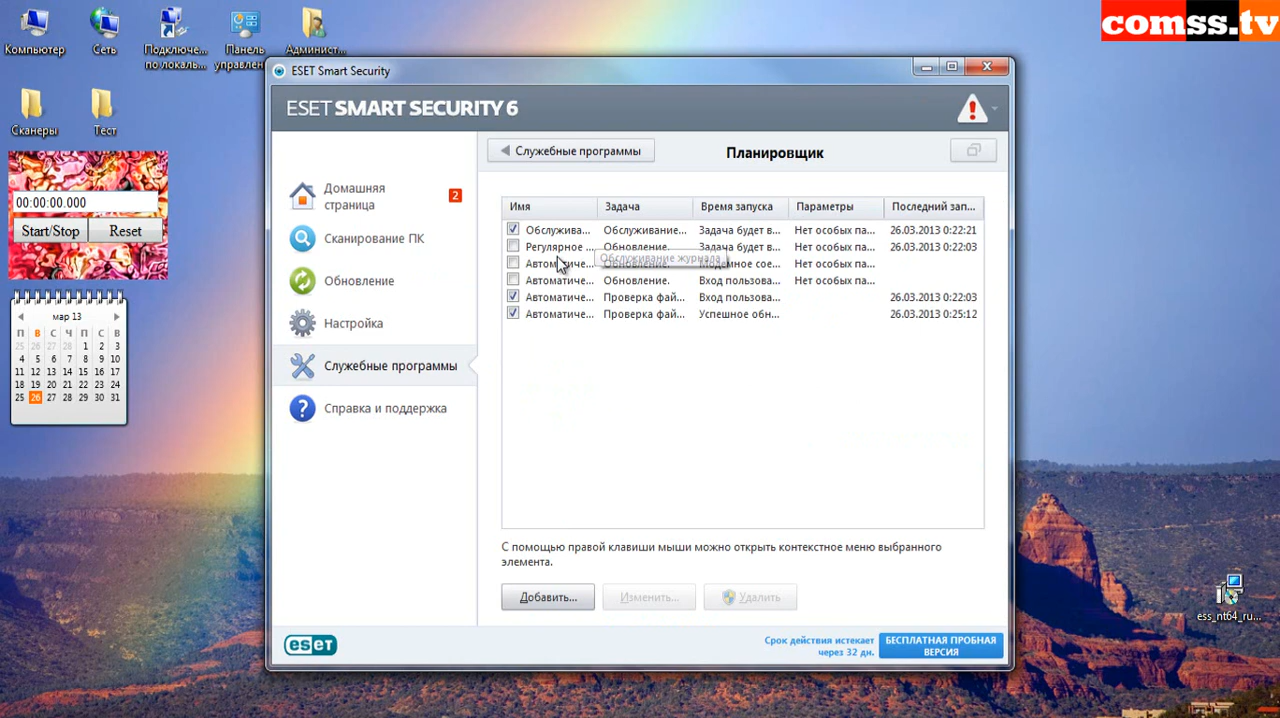 comss.tv
Компьютер
Сеть
Подключе...
по локаль...
Панель
управлен
Админист...
Сканеры
Тест
00:00:00.000
Start/Stop
Reset
мар 13
П В С Ч П С В
25 26 27 28 1 2 3
4 5 6 7 8 9 10
11 12 13 14 15 16 17
18 19 20 21 22 23 24
25 26 27 28 29 30 31
ESET Smart Security
ESET SMART SECURITY 6
Домашняя
страница
2
Сканирование ПК
Обновление
Настройка
Служебные программы
Справка и поддержка
Служебные программы
Планировщик
Имя Задача Время запуска Параметры Последний зап...
Обслужива... Обслуживание... Задача будет в... Нет особых па... 26.03.2013 0:22:21
Регулярное ... Обновление. Задача будет в... Нет особых па... 26.03.2013 0:22:03
Обслуживание журнала
Автоматиче... Обновление. Модемное сое... Нет особых па...
Автоматиче... Обновление. Вход пользова... Нет особых па...
Автоматиче... Проверка фай... Вход пользова... 26.03.2013 0:22:03
Автоматиче... Проверка фай... Успешное обн... 26.03.2013 0:25:12
С помощью правой клавиши мыши можно открыть контекстное меню выбранного
элемента.
Добавить...
Изменить...
Удалить
eset
Срок действия истекает
через 32 дн.
БЕСПЛАТНАЯ ПРОБНАЯ
ВЕРСИЯ
ess_nt64_ru...